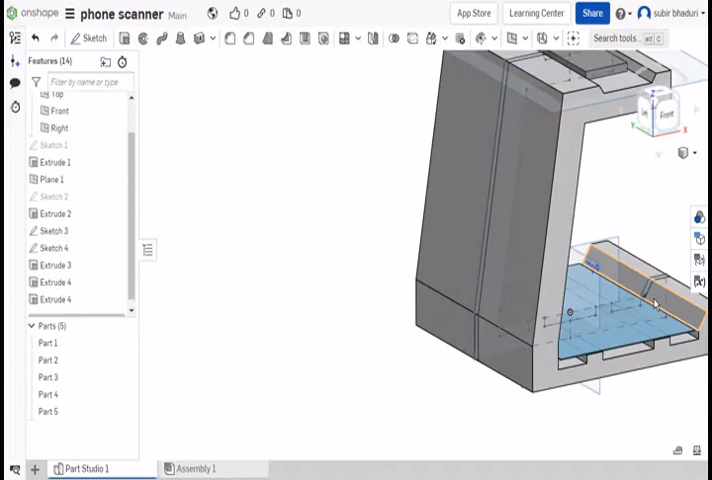 onshape phone scanner Main 0 0 0 App Store Learning Center Share subir bhaduri
Sketch Search tools... alt C
Features (14)
Filter by name or type
Top
Front
Right
Sketch 1
Extrude 1
Plane 1
Sketch 2
Extrude 2
Sketch 3
Sketch 4
Extrude 3
Extrude 4
Extrude 4
Parts (5)
Part 1
Part 2
Part 3
Part 4
Part 5
Front
Z
Y
X
Part Studio 1 Assembly 1